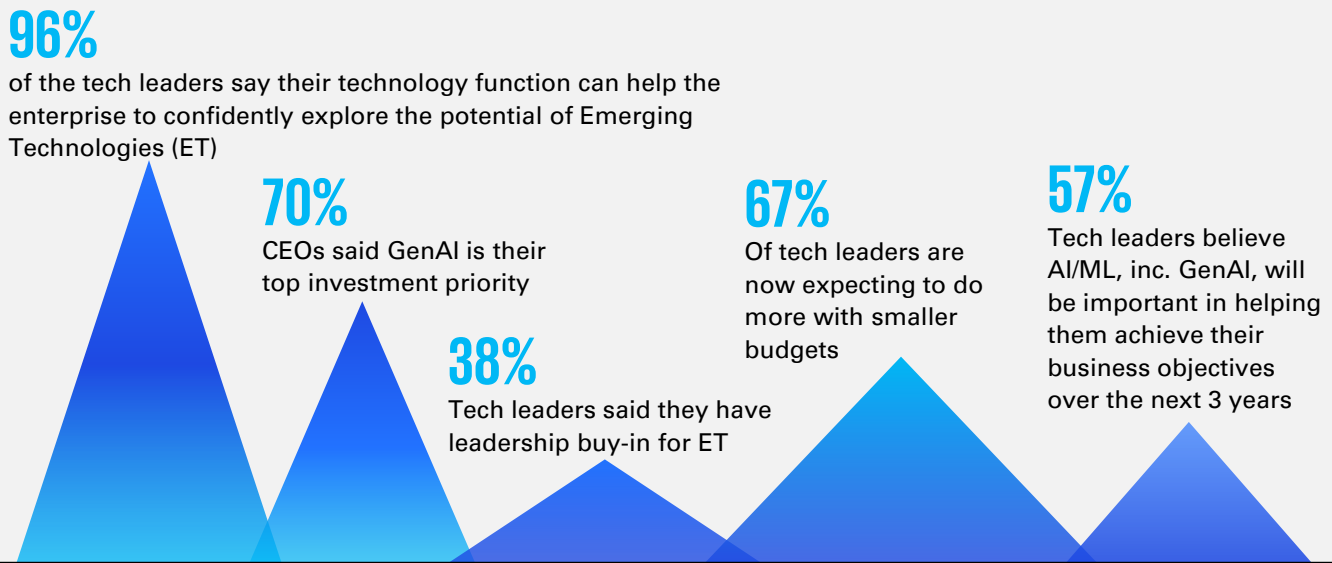 96%
of the tech leaders say their technology function can help the
enterprise to confidently explore the potential of Emerging
Technologies (ET)
70%
CEOs said GenAI is their
top investment priority
38%
Tech leaders said they have
leadership buy-in for ET
67%
Of tech leaders are
now expecting to do
more with smaller
budgets
57%
Tech leaders believe
AI/ML, inc. GenAI, will
be important in helping
them achieve their
business objectives
over the next 3 years